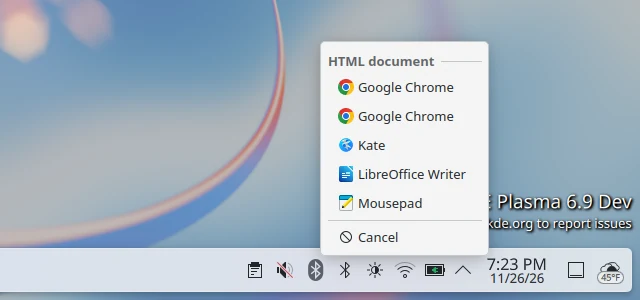 HTML document
Google Chrome
Google Chrome
Kate
LibreOffice Writer
Mousepad
Cancel
Plasma 6.9 Dev
kde.org to report issues
7:23 PM
11/26/26
45°F